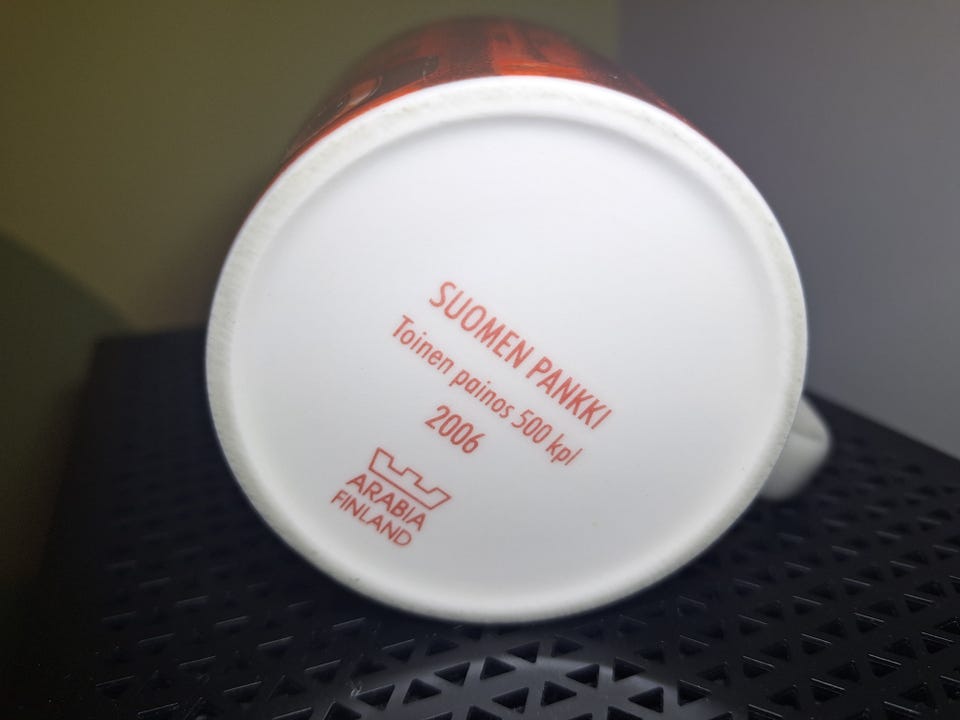 SUOMEN PANKKI
Toinen painos 500 kpl
2006
ARABIA
FINLAND